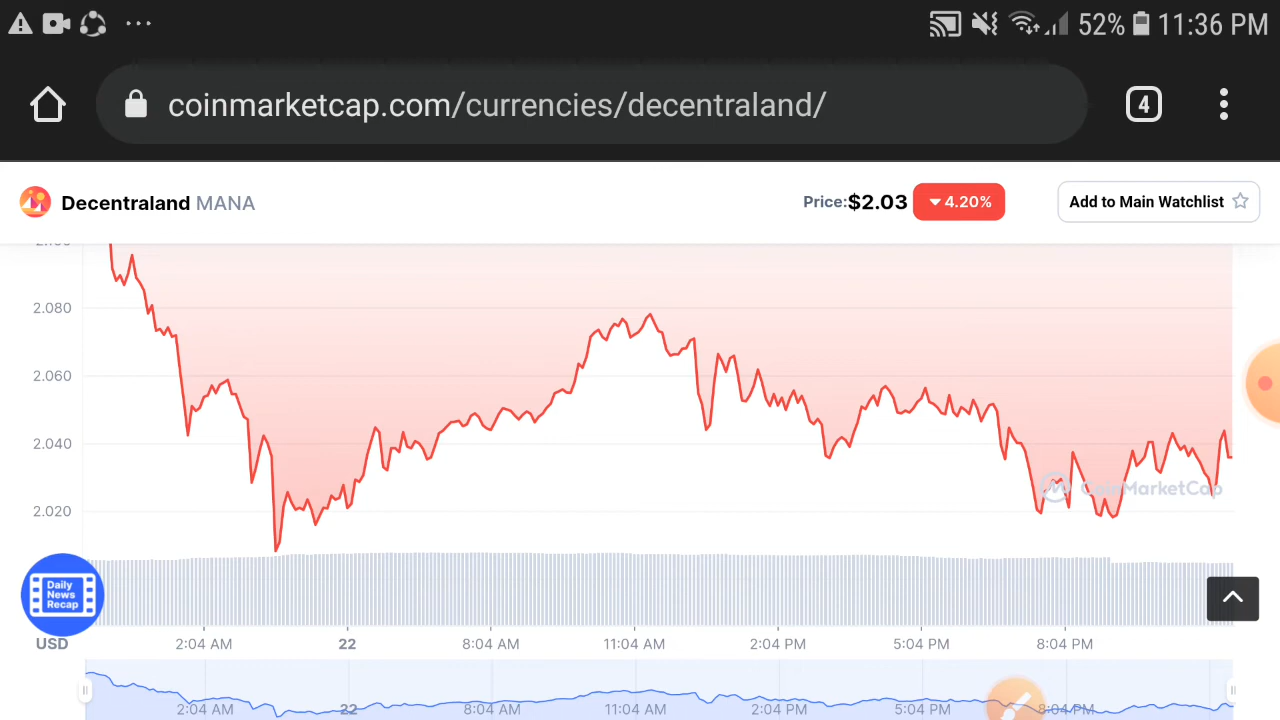 52% 11:36 PM
coinmarketcap.com/currencies/decentraland/
4
Decentraland MANA
Price:$2.03
4.20%
Add to Main Watchlist
2.080
2.060
2.040
2.020
CoinMarketCap
Daily
News
Recap
USD
2:04 AM 22 8:04 AM 11:04 AM 2:04 PM 5:04 PM 8:04 PM
2:04 AM 22 8:04 AM 11:04 AM 2:04 PM 5:04 PM 8:04 PM